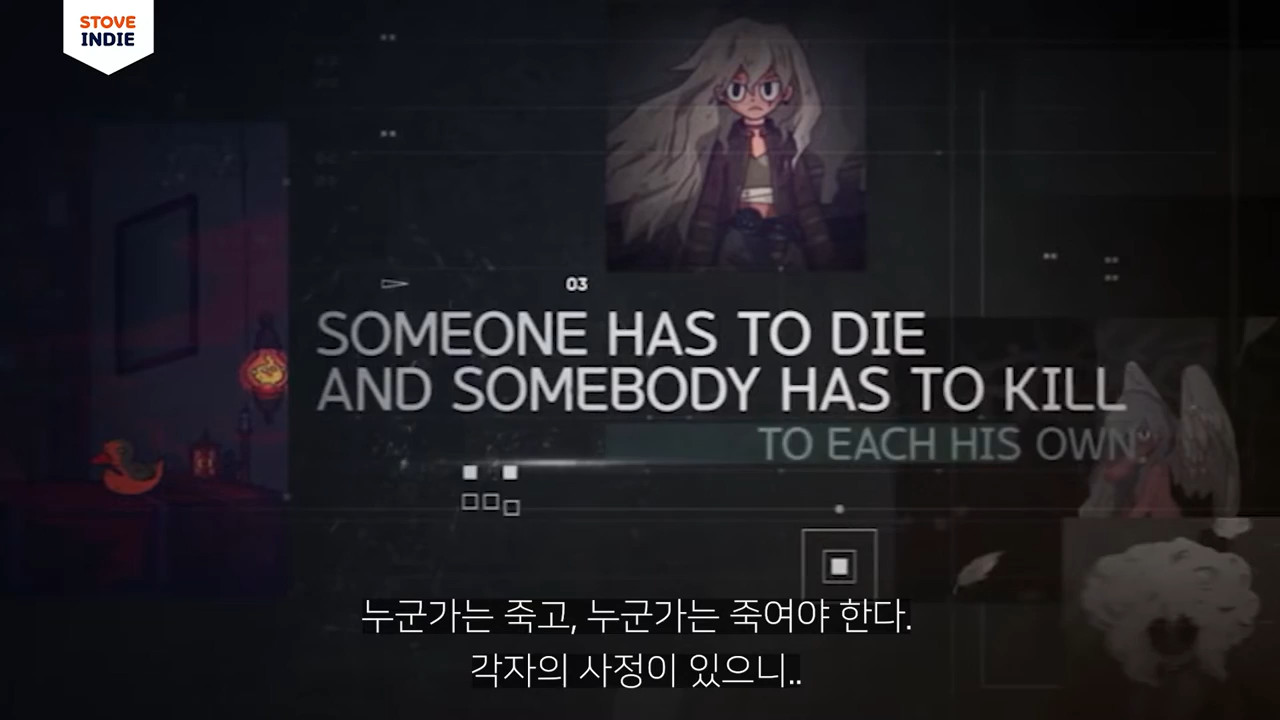 STOVE
INDIE
03
SOMEONE HAS TO DIE
AND SOMEBODY HAS TO KILL
TO EACH HIS OWN
누군가는 죽고, 누군가는 죽여야 한다.
각자의 사정이 있으니..